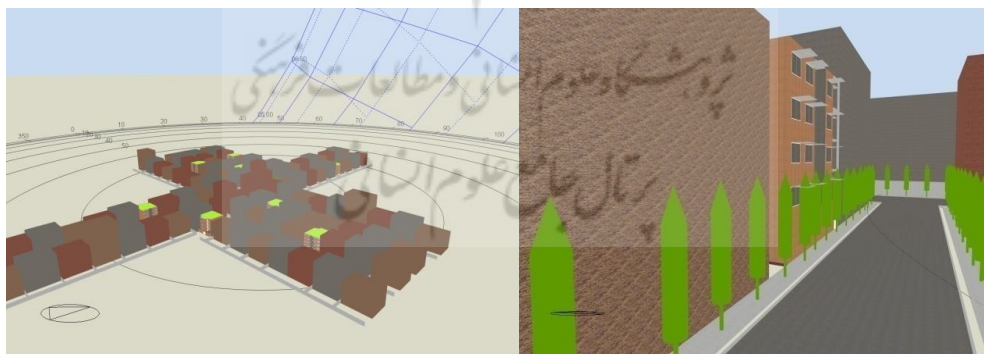 پژوهشگاه علوم انسانی و مطالعات فرهنگی
350 0 10 20 30 40 50 60 70 80 90 100
پرتال جامع علوم انسانی